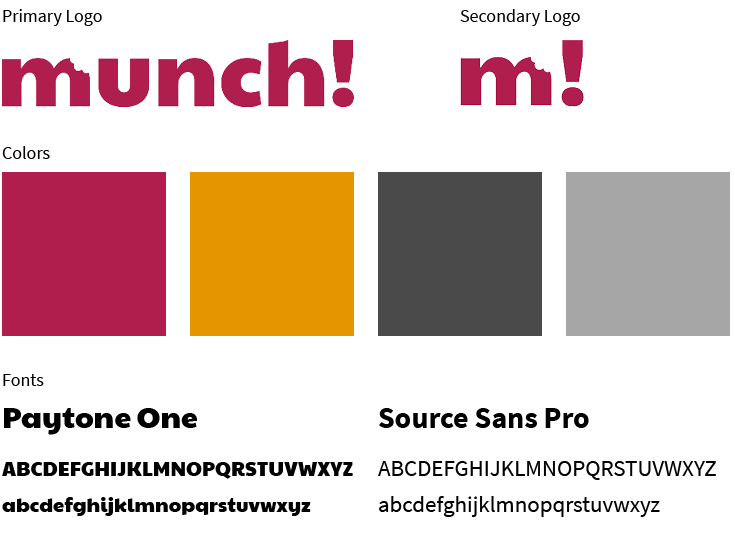 Primary Logo
Secondary Logo
munch!
m!
Colors
Fonts
Paytone One
Source Sans Pro
ABCDEFGHIJKLMNOPQRSTUVWXYZ
ABCDEFGHIJKLMNOPQRSTUVWXYZ
abcdefghijklmnopqrstuvwxyz
abcdefghijklmnopqrstuvwxyz